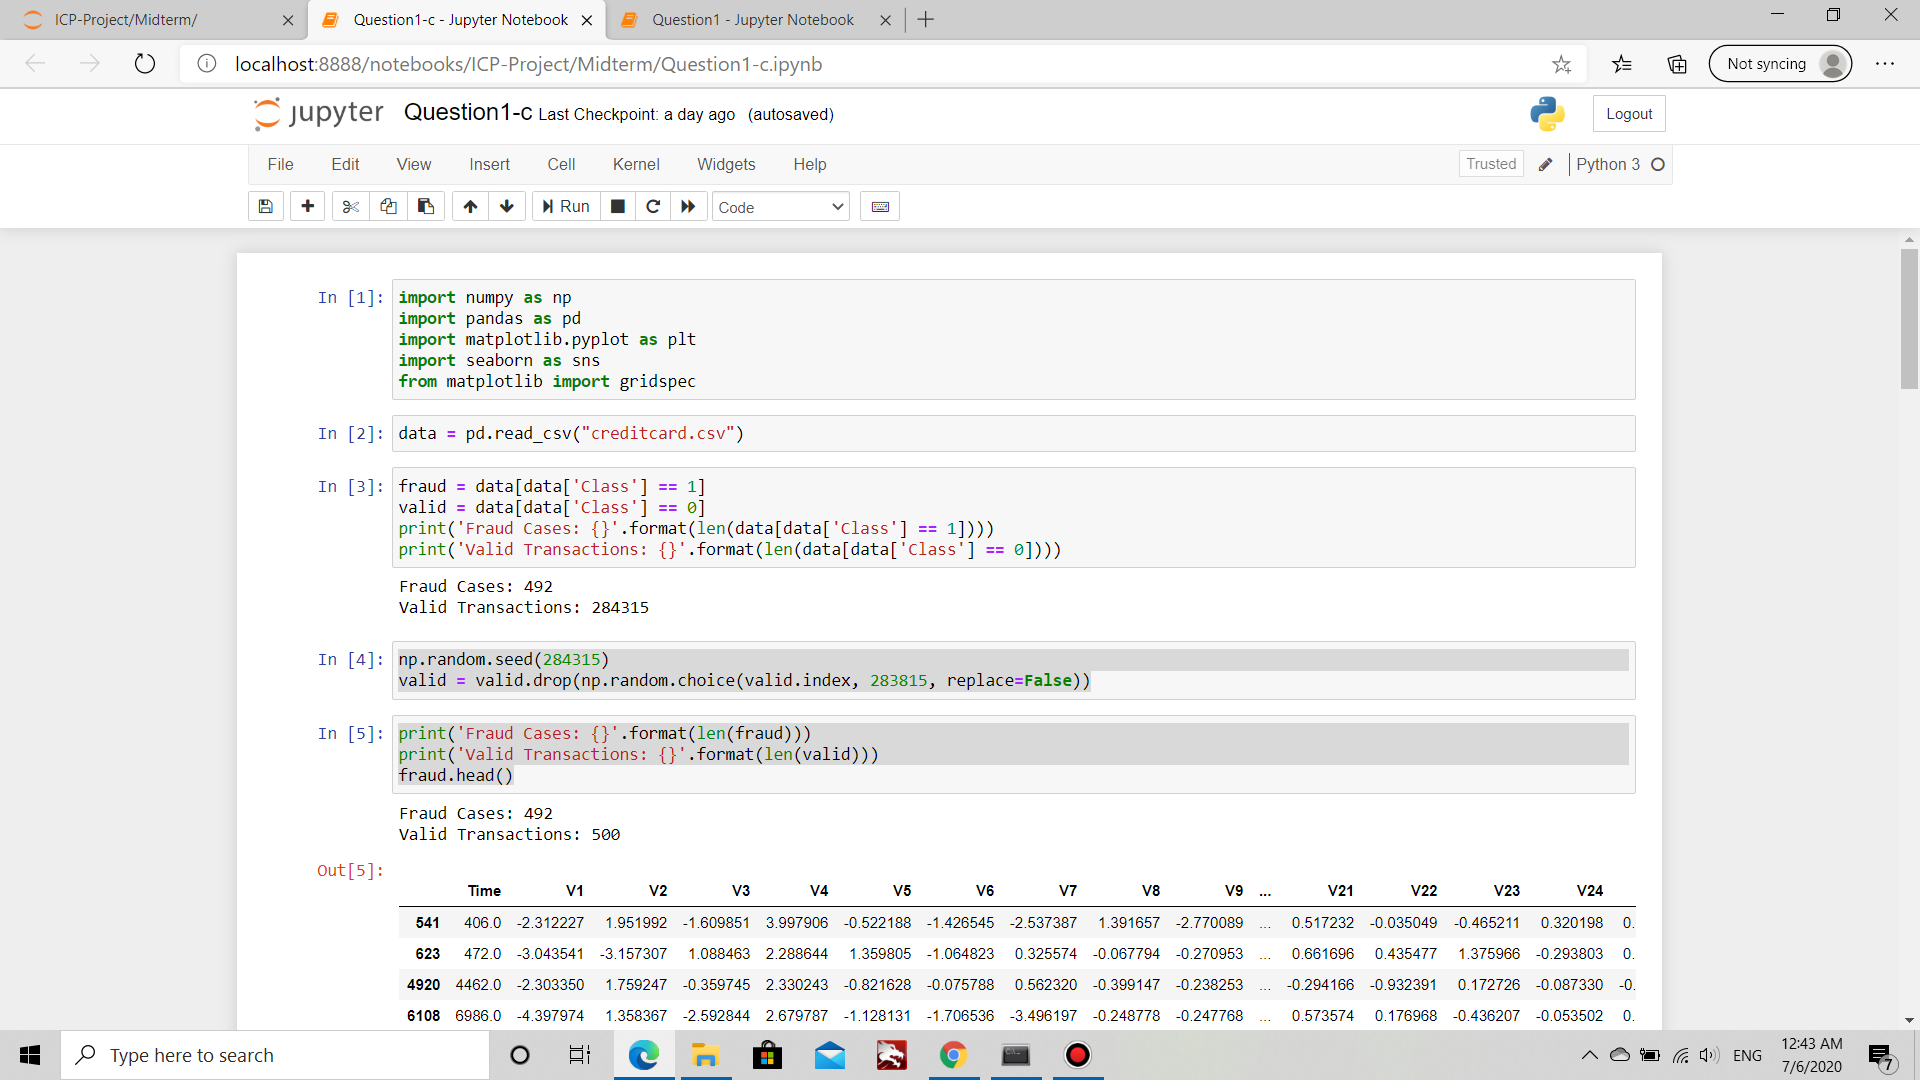 ICP-Project/Midterm/
Question1-c - Jupyter Notebook
Question1 - Jupyter Notebook
localhost:8888/notebooks/ICP-Project/Midterm/Question1-c.ipynb
Not syncing
jupyter Question1-c Last Checkpoint: a day ago (autosaved)
Logout
File Edit View Insert Cell Kernel Widgets Help
Trusted Python 3
Run Code
In [1]: import numpy as np
import pandas as pd
import matplotlib.pyplot as plt
import seaborn as sns
from matplotlib import gridspec
In [2]: data = pd.read_csv("creditcard.csv")
In [3]: fraud = data[data['Class'] == 1]
valid = data[data['Class'] == 0]
print('Fraud Cases: {}'.format(len(data[data['Class'] == 1])))
print('Valid Transactions: {}'.format(len(data[data['Class'] == 0])))
Fraud Cases: 492
Valid Transactions: 284315
In [4]: np.random.seed(284315)
valid = valid.drop(np.random.choice(valid.index, 283815, replace=False))
In [5]: print('Fraud Cases: {}'.format(len(fraud)))
print('Valid Transactions: {}'.format(len(valid)))
fraud.head()
Fraud Cases: 492
Valid Transactions: 500
Out[5]:
Time V1 V2 V3 V4 V5 V6 V7 V8 V9 ... V21 V22 V23 V24
541 406.0 -2.312227 1.951992 -1.609851 3.997906 -0.522188 -1.426545 -2.537387 1.391657 -2.770089 ... 0.517232 -0.035049 -0.465211 0.320198 0.
623 472.0 -3.043541 -3.157307 1.088463 2.288644 1.359805 -1.064823 0.325574 -0.067794 -0.270953 ... 0.661696 0.435477 1.375966 -0.293803 0.
4920 4462.0 -2.303350 1.759247 -0.359745 2.330243 -0.821628 -0.075788 0.562320 -0.399147 -0.238253 ... -0.294166 -0.932391 0.172726 -0.087330 -0.
6108 6986.0 -4.397974 1.358367 -2.592844 2.679787 -1.128131 -1.706536 -3.496197 -0.248778 -0.247768 ... 0.573574 0.176968 -0.436207 -0.053502 0.
Type here to search
ENG
12:43 AM
7/6/2020
7